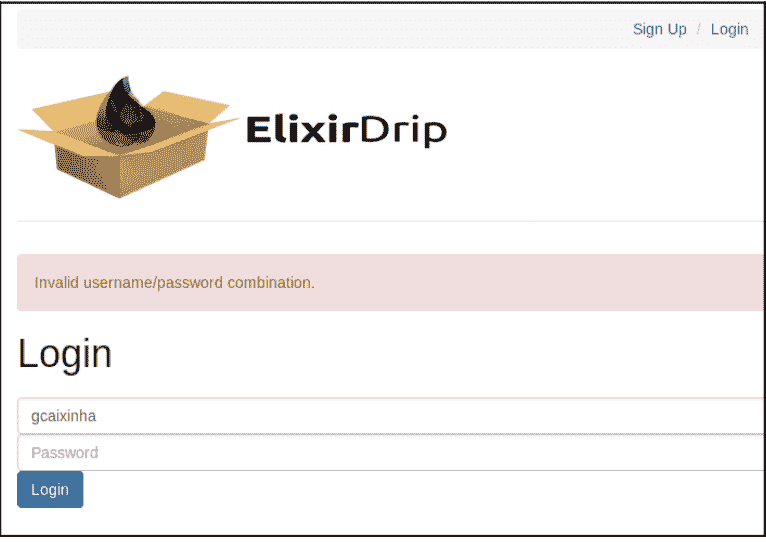 Sign Up / Login
ElixirDrip
Invalid username/password combination.
Login
gcaixinha
Password
Login